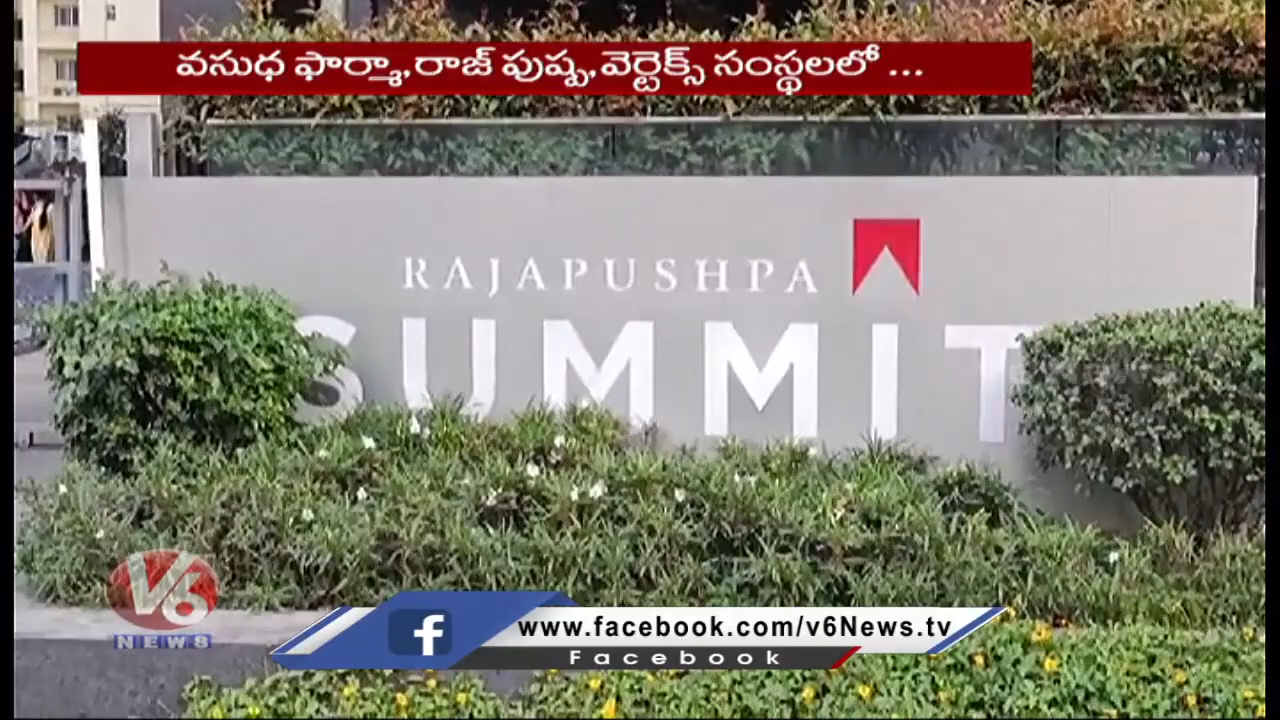 వసుధ ఫార్మా,రాజ్ పుష్ప,వెర్టెక్స్ సంస్థలలో ...
RAJAPUSHPA
SUMMIT
V6
NEWS
f
www.facebook.com/v6News.tv
Facebook